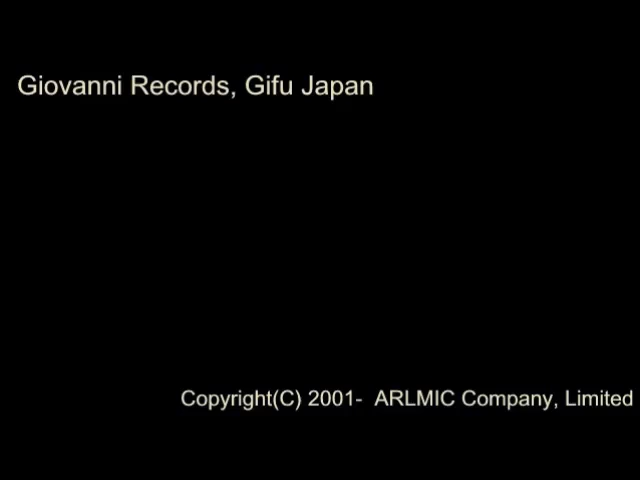 Giovanni Records, Gifu Japan
Copyright(C) 2001-  ARLMIC Company, Limited